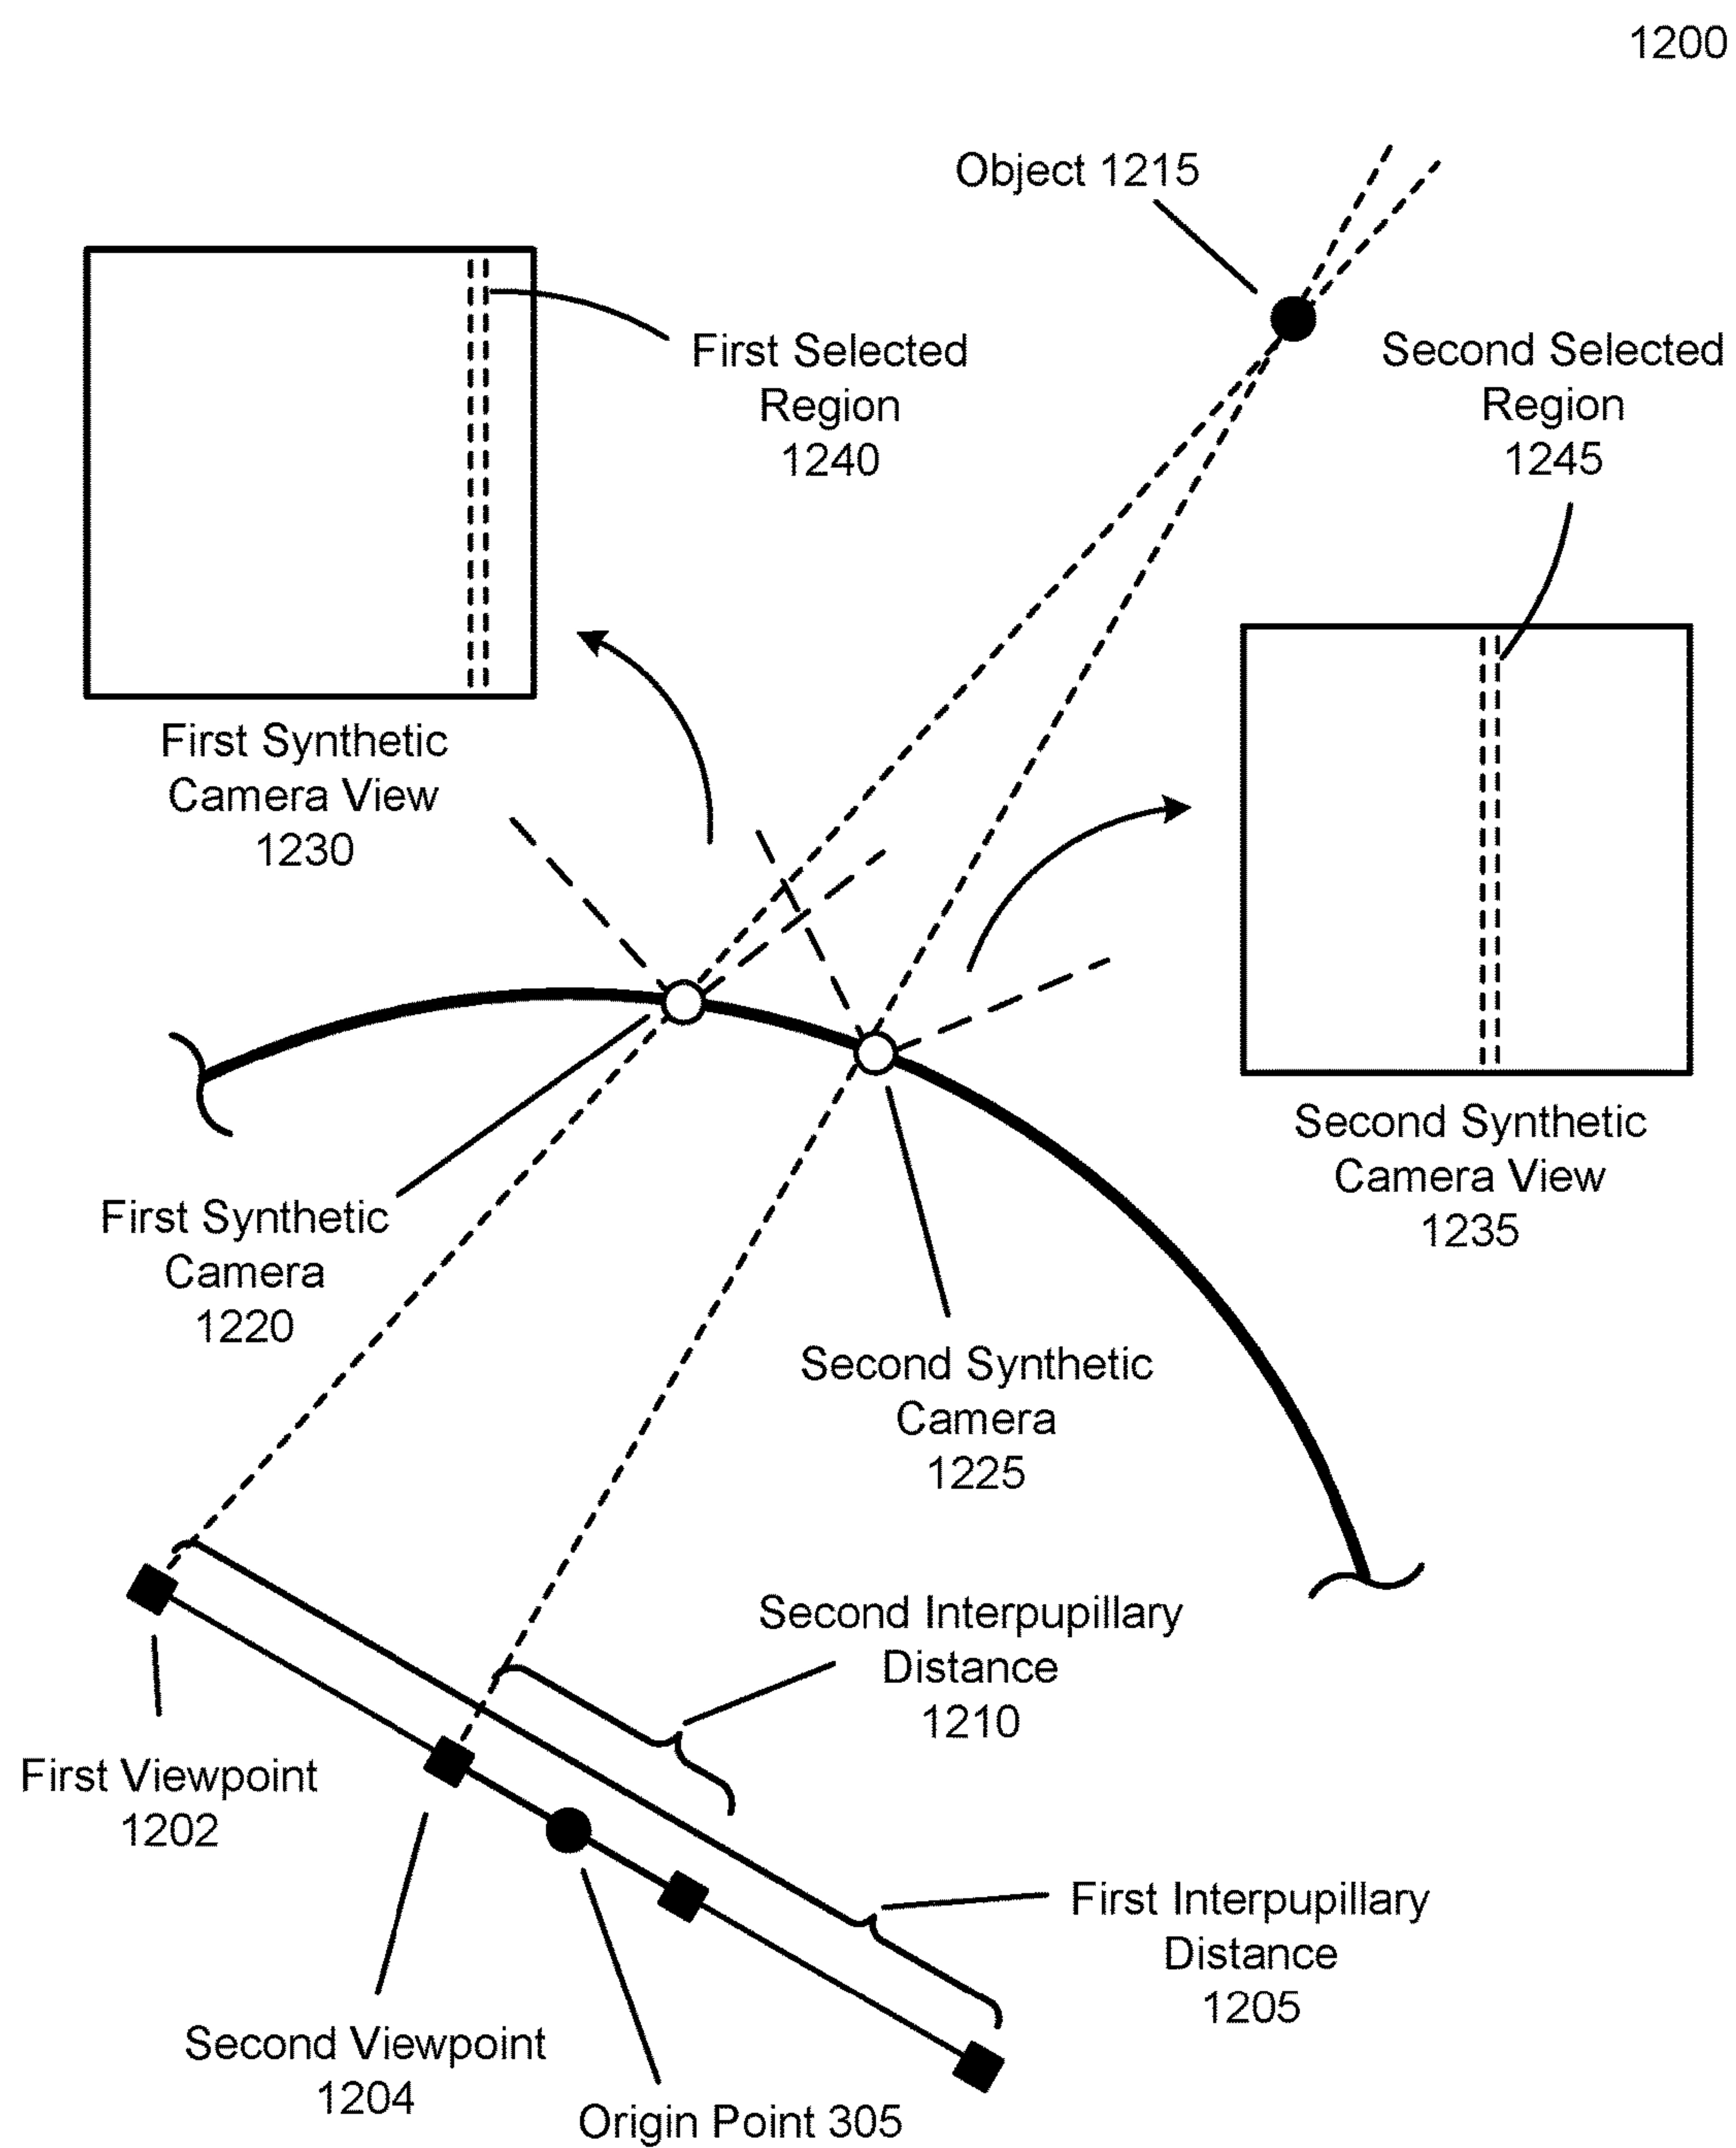 1200
Object 1215
First Selected
Region
1240
Second Selected
Region
1245
First Synthetic
Camera View
1230
Second Synthetic
Camera View
1235
First Synthetic
Camera
1220
Second Synthetic
Camera
1225
Second Interpupillary
Distance
1210
First Viewpoint
1202
First Interpupillary
Distance
1205
Second Viewpoint
1204
Origin Point 305